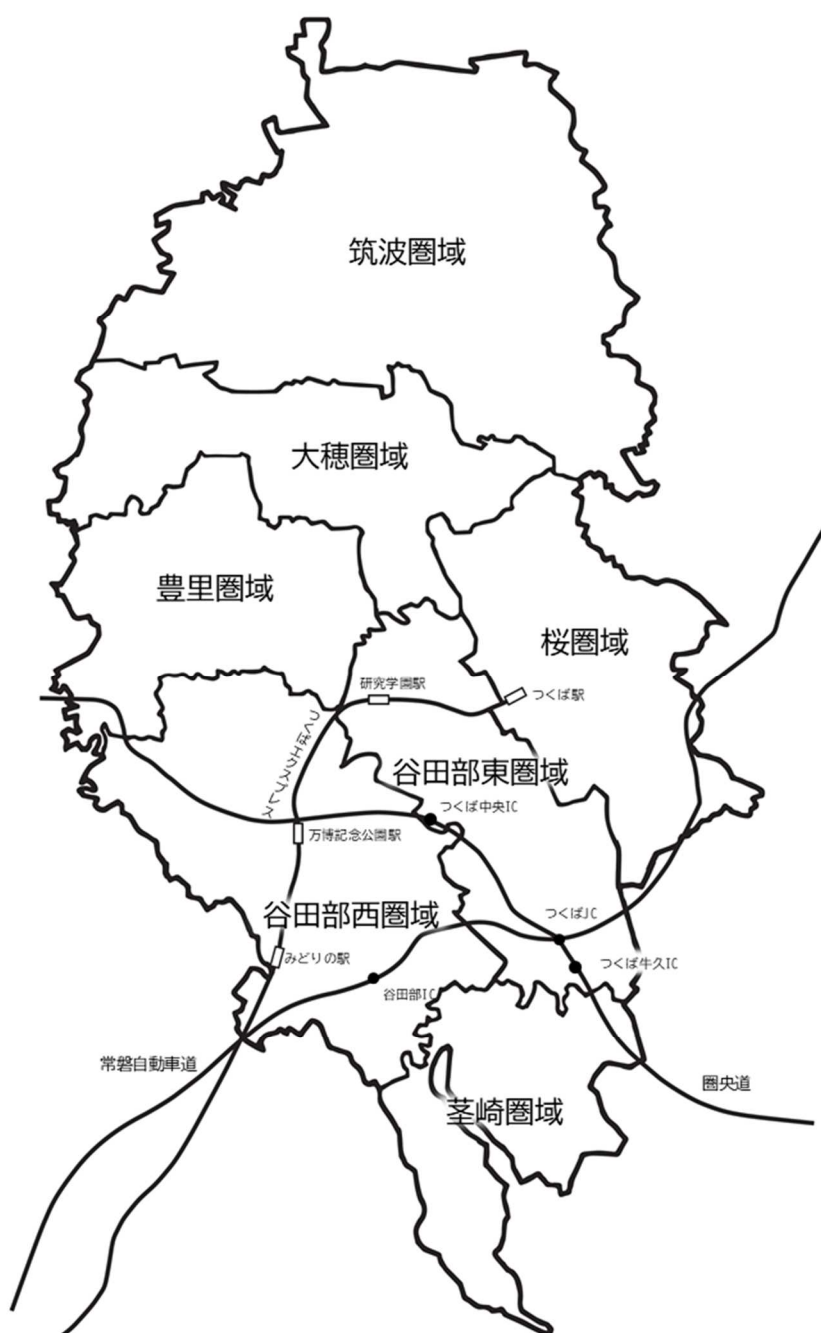 筑波圏域
大穂圏域
豊里圏域
桜圏域
研究学園駅
つくば駅
つくばエクスプレス
谷田部東圏域
つくば中央IC
万博記念公園駅
谷田部西圏域
つくばJC
みどりの駅
つくば牛久IC
谷田部IC
常磐自動車道
圏央道
茎崎圏域